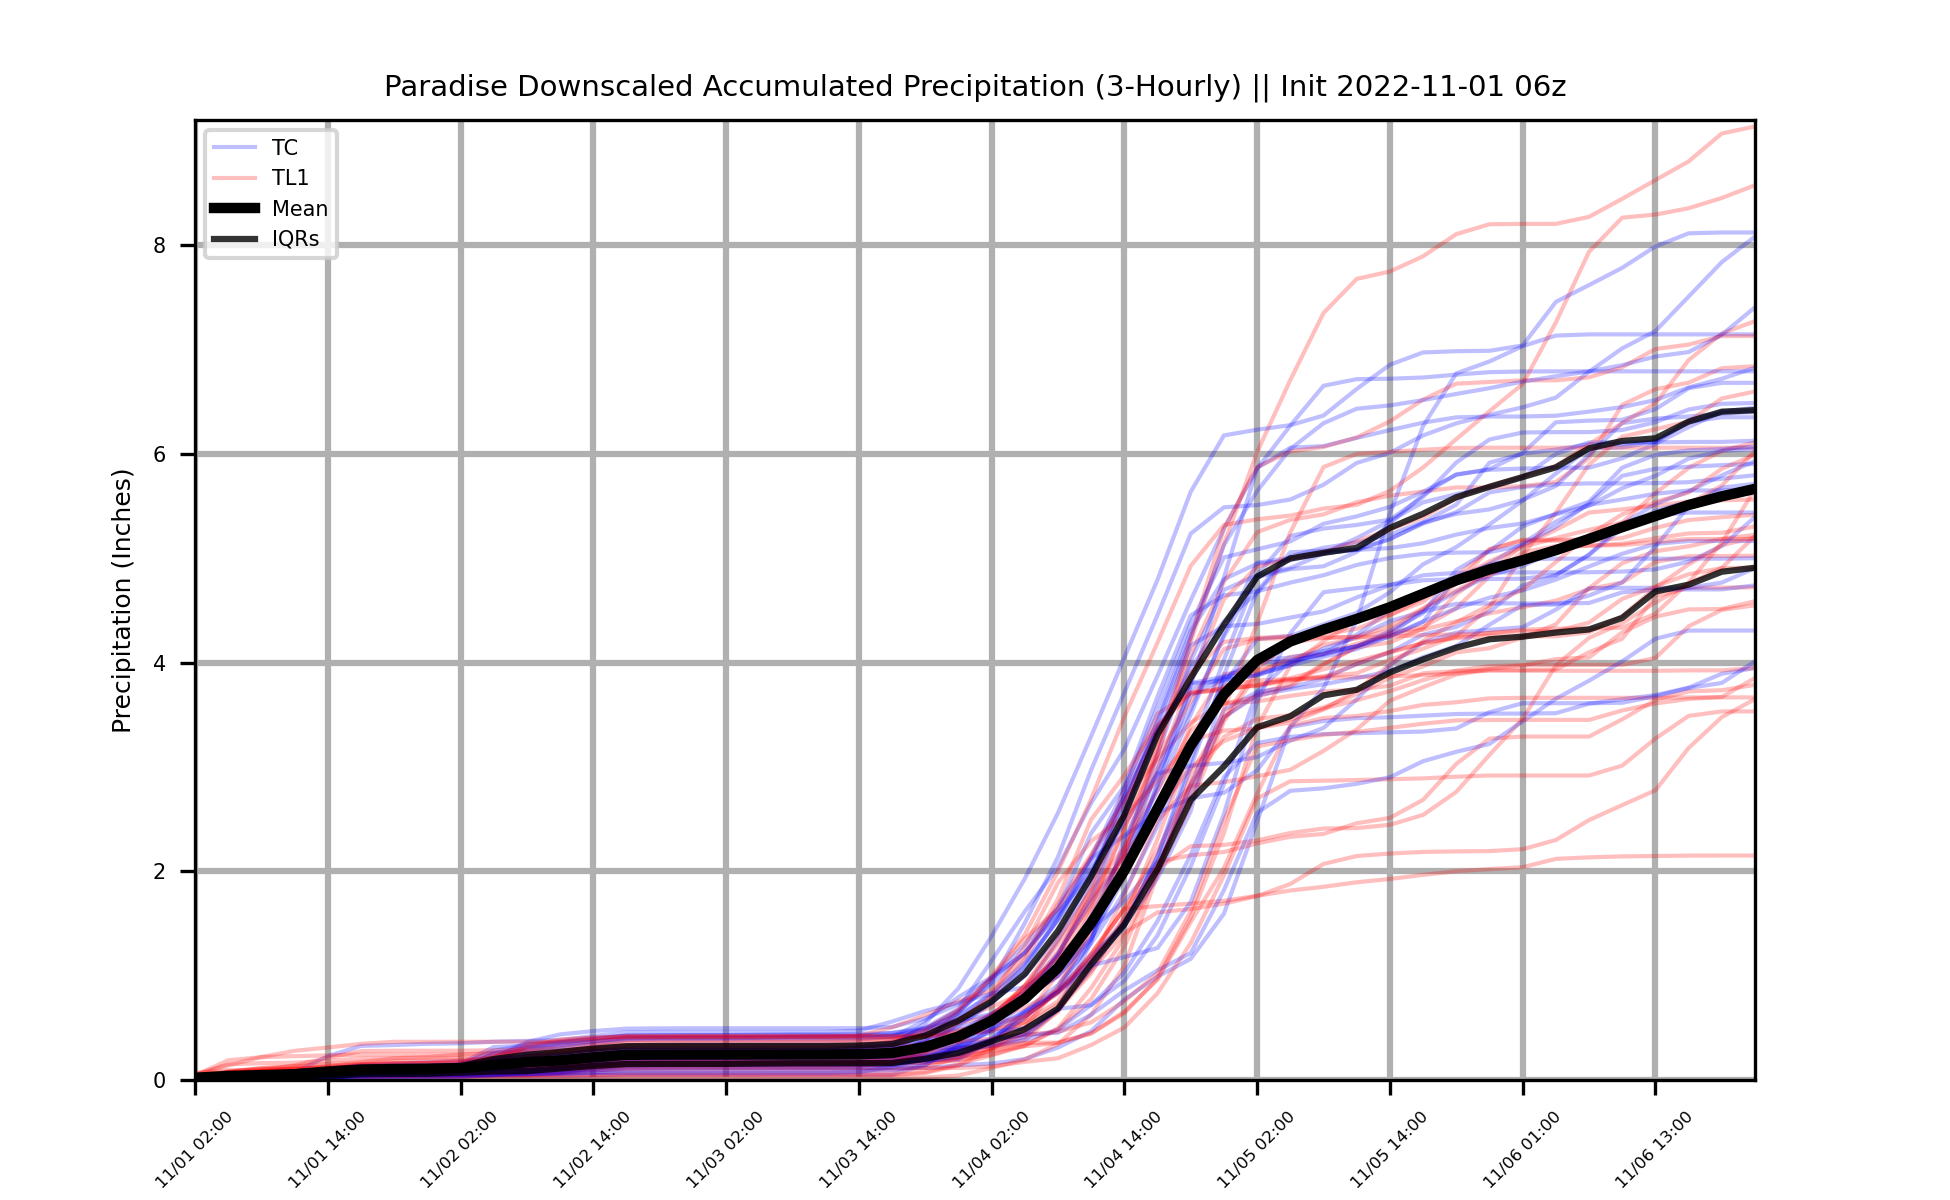 Paradise Downscaled Accumulated Precipitation (3-Hourly) || Init 2022-11-01 06z
TC
TL1
Mean
IQRs
Precipitation (Inches)
8
6
4
2
0
11/01 02:00
11/01 14:00
11/02 02:00
11/02 14:00
11/03 02:00
11/03 14:00
11/04 02:00
11/04 14:00
11/05 02:00
11/05 14:00
11/06 01:00
11/06 13:00